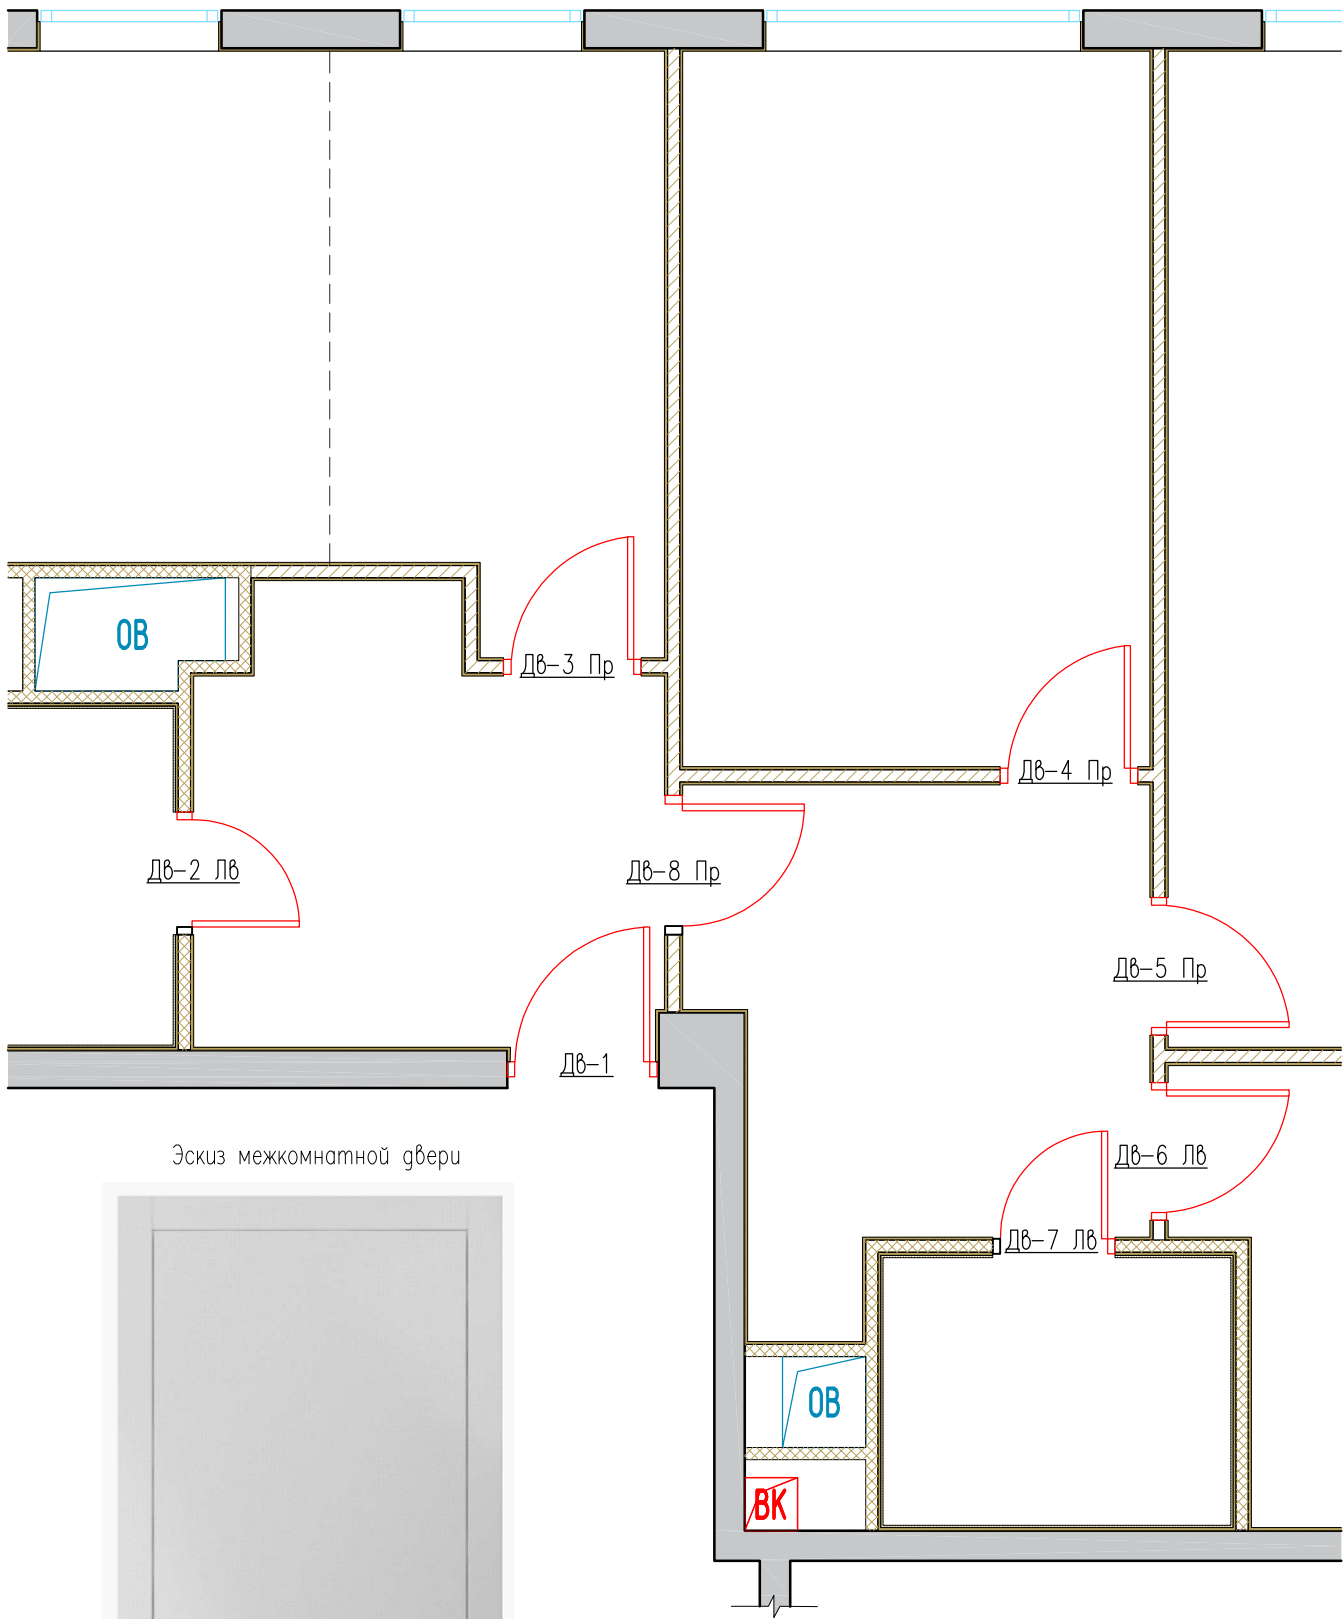 ОВ
Дв-3 Пр
Дв-4 Пр
Дв-2 Лв
Дв-8 Пр
Дв-5 Пр
Дв-1
Эскиз межкомнатной двери
Дв-6 Лв
Дв-7 Лв
ОВ
ВК